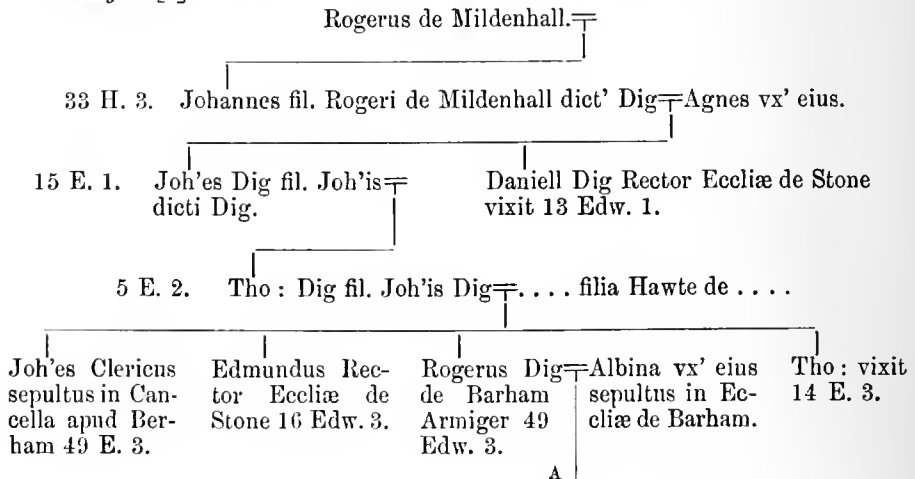 Rogerus de Mildenhall.
33 H. 3. Johannes fil. Rogeri de Mildenhall dict' Dig Agnes vx' eius.
15 E. 1. Joh'es Dig fil. Joh'is
dicti Dig.
Daniell Dig Rector Eccliæ de Stone
vixit 13 Edw. 1.
5 E. 2. Tho: Dig fil. Joh'is Dig .... filia Hawte de ....
Joh'es Clericus
sepultus in Can-
cella apud Ber-
ham 49 E. 3.
Edmundus Rec-
tor Eccliæ de
Stone 16 Edw. 3.
Rogerus Dig
de Barham
Armiger 49
Edw. 3.
Albina vx' eius
sepultus in Ec-
cliæ de Barham.
Tho: vixit
14 E. 3.
A